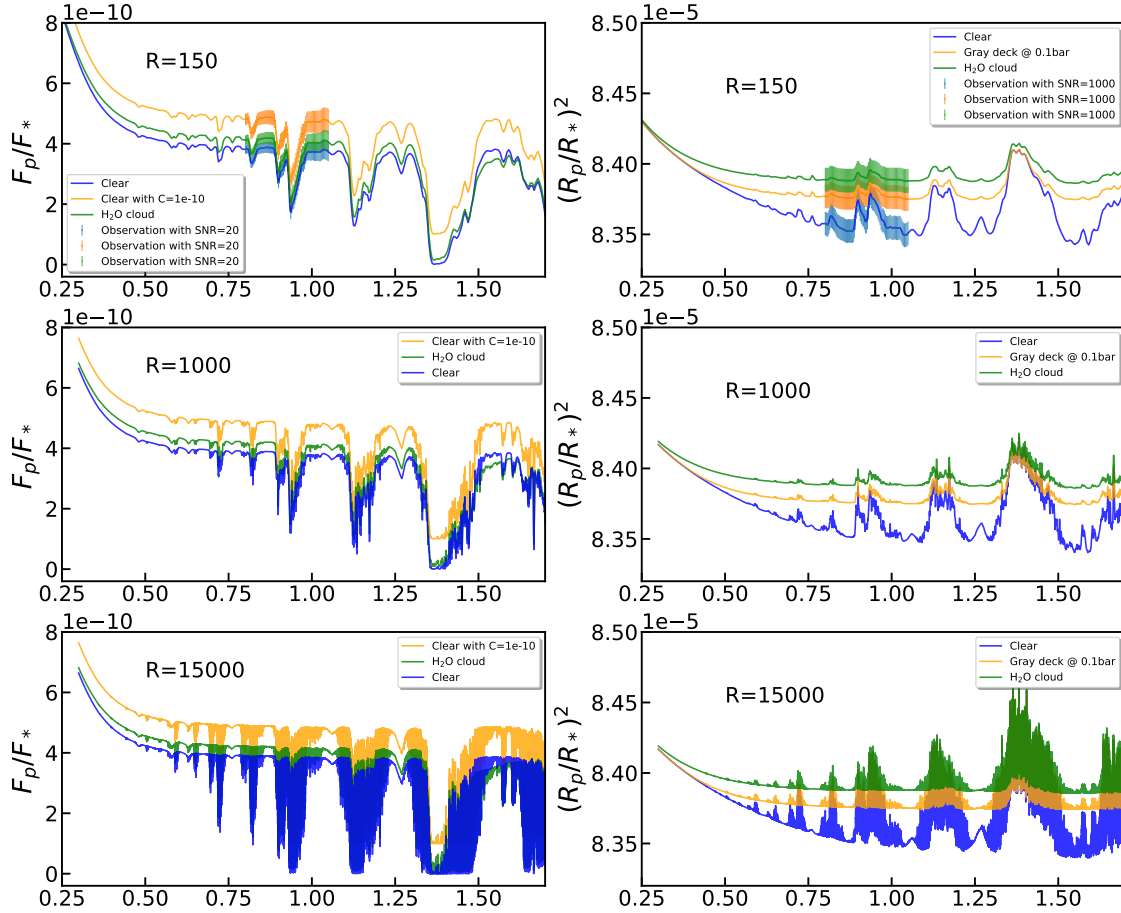 8 1e−10
R=150
6
4
2
0
F_p/F_*
Clear
Clear with C=1e-10
H₂O cloud
Observation with SNR=20
Observation with SNR=20
Observation with SNR=20
0.25 0.50 0.75 1.00 1.25 1.50
8.50 1e−5
R=150
8.45
8.40
8.35
(R_p/R_*)²
Clear
Gray deck @ 0.1bar
H₂O cloud
Observation with SNR=1000
Observation with SNR=1000
Observation with SNR=1000
0.25 0.50 0.75 1.00 1.25 1.50
8 1e−10
R=1000
6
4
2
0
F_p/F_*
Clear with C=1e-10
H₂O cloud
Clear
0.25 0.50 0.75 1.00 1.25 1.50
8.50 1e−5
R=1000
8.45
8.40
8.35
(R_p/R_*)²
Clear
Gray deck @ 0.1bar
H₂O cloud
0.25 0.50 0.75 1.00 1.25 1.50
8 1e−10
R=15000
6
4
2
0
F_p/F_*
Clear with C=1e-10
H₂O cloud
Clear
0.25 0.50 0.75 1.00 1.25 1.50
8.50 1e−5
R=15000
8.45
8.40
8.35
(R_p/R_*)²
Clear
Gray deck @ 0.1bar
H₂O cloud
0.25 0.50 0.75 1.00 1.25 1.50